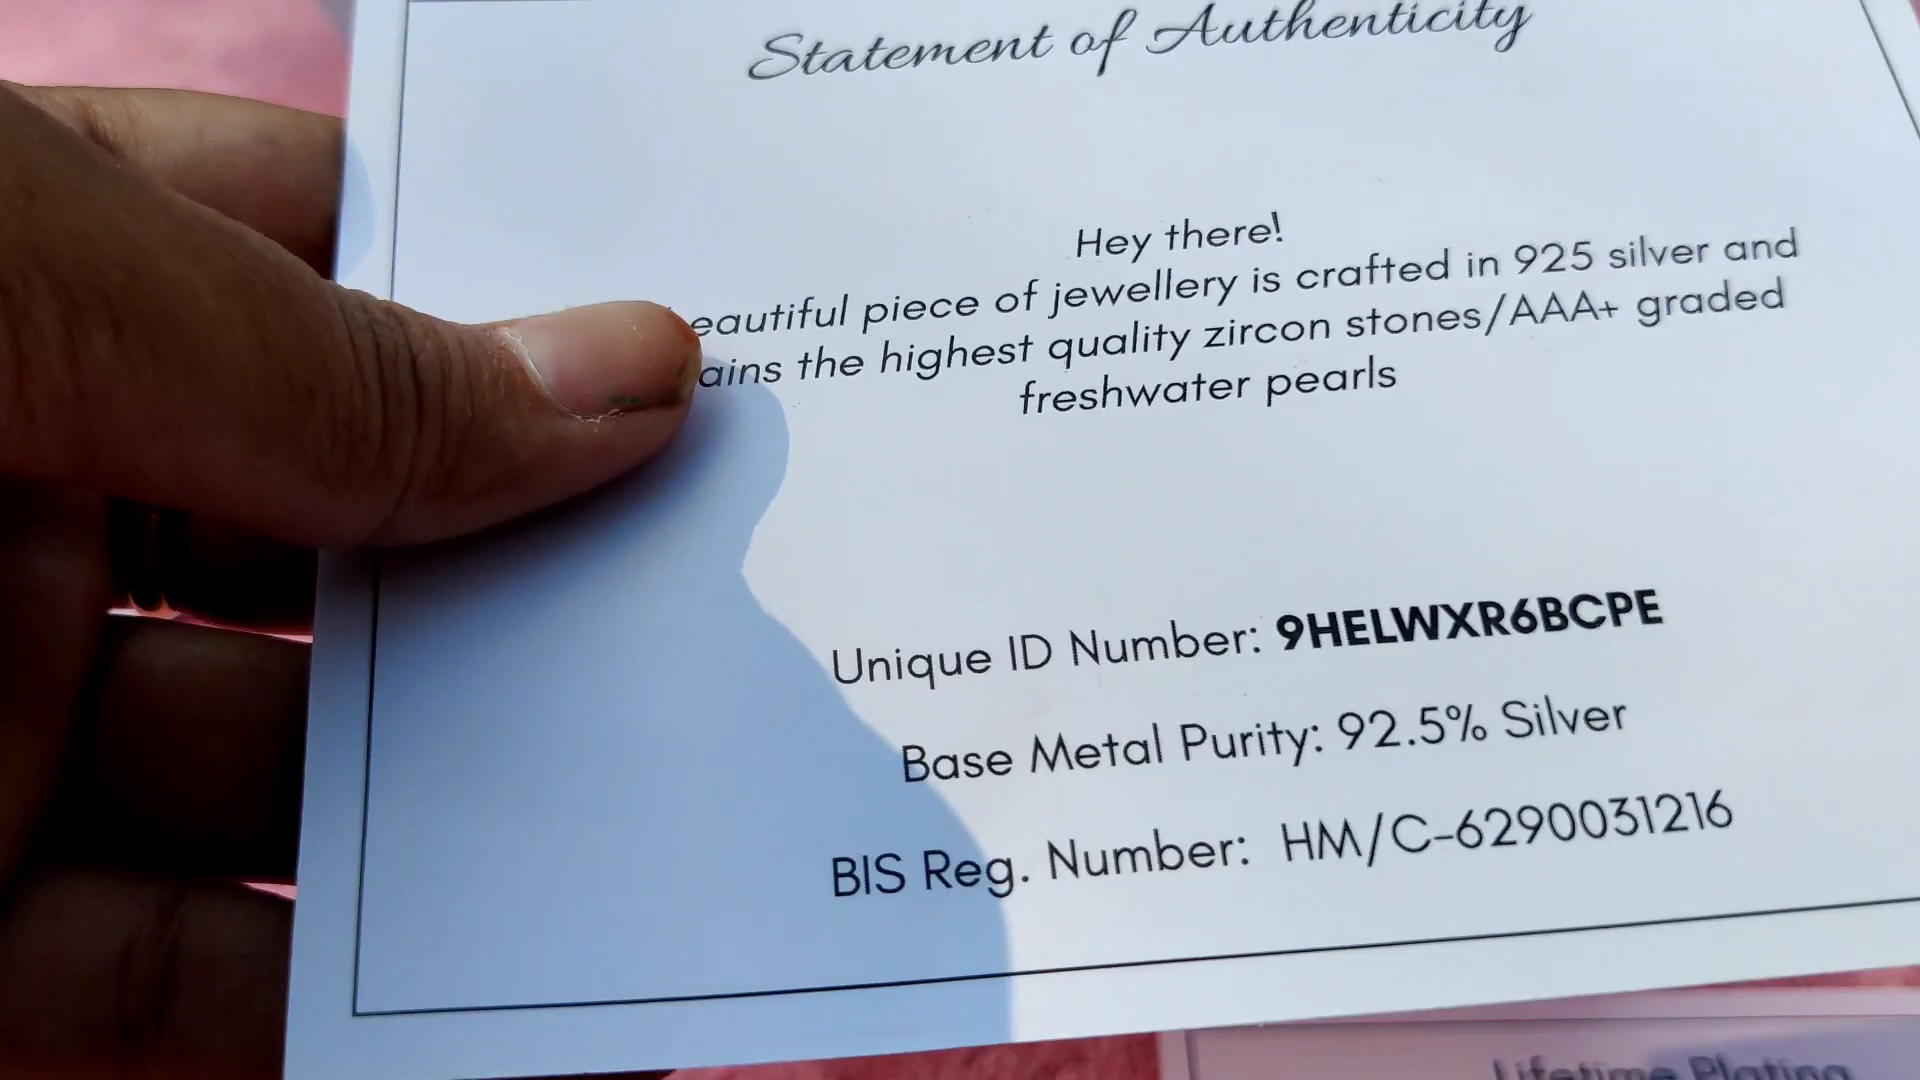 Statement of Authenticity
Hey there!
eautiful piece of jewellery is crafted in 925 silver and
ains the highest quality zircon stones/AAA+ graded
freshwater pearls
Unique ID Number: 9HELWXR6BCPE
Base Metal Purity: 92.5% Silver
BIS Reg. Number: HM/C-6290031216
Lifetime Plating